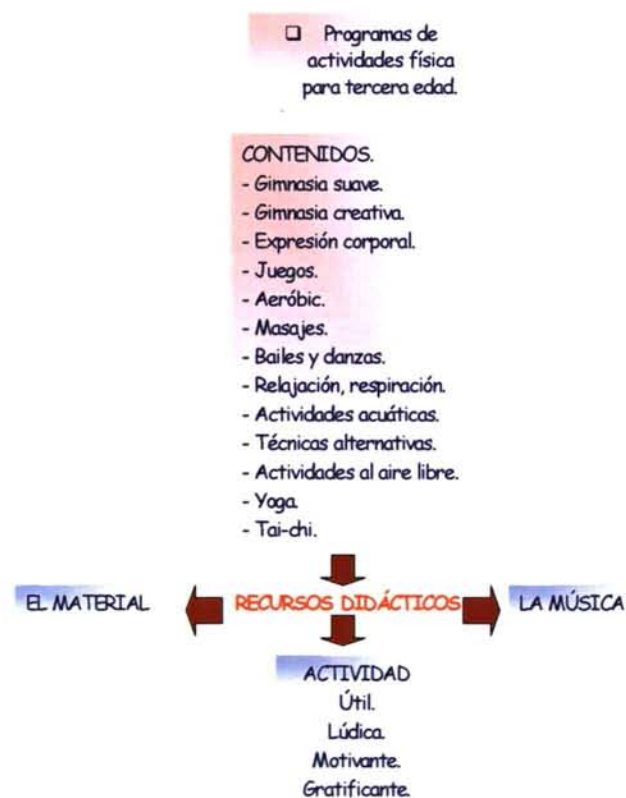 ❑ Programas de
actividades física
para tercera edad.
CONTENIDOS.
- Gimnasia suave.
- Gimnasia creativa.
- Expresión corporal.
- Juegos.
- Aeróbic.
- Masajes.
- Bailes y danzas.
- Relajación, respiración.
- Actividades acuáticas.
- Técnicas alternativas.
- Actividades al aire libre.
- Yoga.
- Tai-chi.
EL MATERIAL
RECURSOS DIDÁCTICOS
LA MÚSICA
ACTIVIDAD
Útil.
Lúdica.
Motivante.
Gratificante.